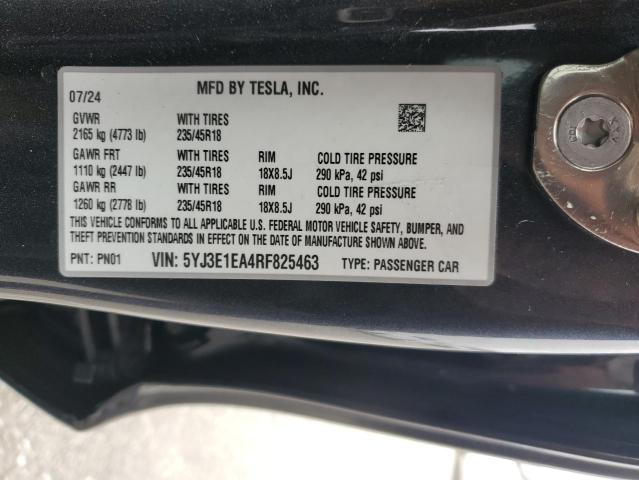 MFD BY TESLA, INC.
07/24
GVWR WITH TIRES
2165 kg (4773 lb) 235/45R18
GAWR FRT WITH TIRES RIM COLD TIRE PRESSURE
1110 kg (2447 lb) 235/45R18 18X8.5J 290 kPa, 42 psi
GAWR RR WITH TIRES RIM COLD TIRE PRESSURE
1260 kg (2778 lb) 235/45R18 18X8.5J 290 kPa, 42 psi
THIS VEHICLE CONFORMS TO ALL APPLICABLE U.S. FEDERAL MOTOR VEHICLE SAFETY, BUMPER, AND
THEFT PREVENTION STANDARDS IN EFFECT ON THE DATE OF MANUFACTURE SHOWN ABOVE.
PNT: PN01 VIN: 5YJ3E1EA4RF825463 TYPE: PASSENGER CAR